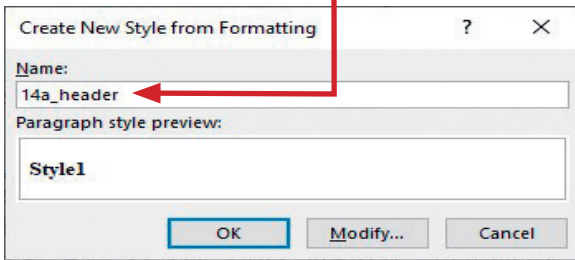 Create New Style from Formatting ? ×
Name:
14a_header
Paragraph style preview:
Style1
OK Modify... Cancel